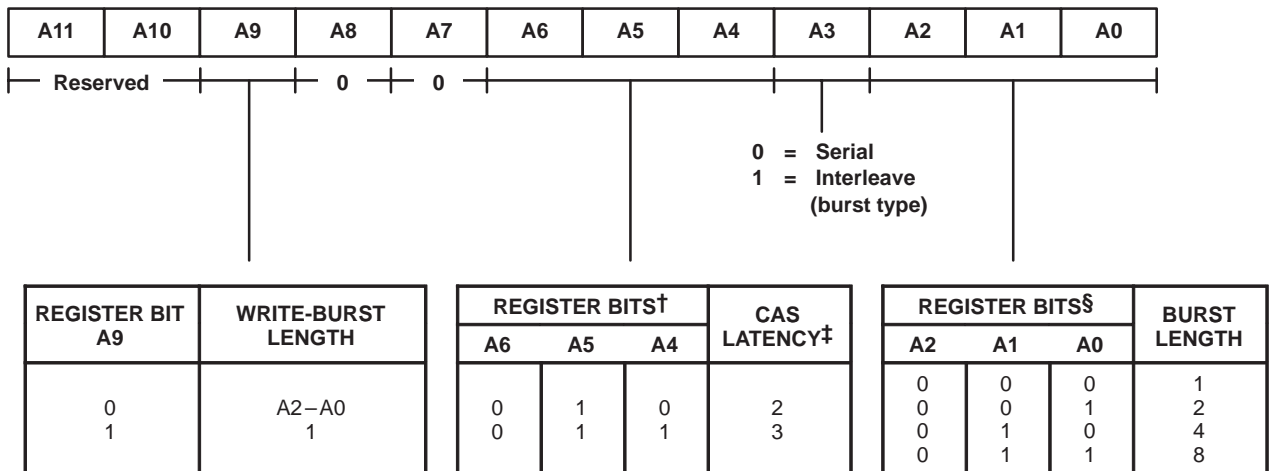 A11 A10 A9 A8 A7 A6 A5 A4 A3 A2 A1 A0
Reserved 0 0
0 = Serial
1 = Interleave
(burst type)
REGISTER BIT A9 WRITE-BURST LENGTH
0 A2–A0
1 1
REGISTER BITS† CAS LATENCY‡
A6 A5 A4
0 1 0 2
0 1 1 3
REGISTER BITS§ BURST LENGTH
A2 A1 A0
0 0 0 1
0 0 1 2
0 1 0 4
0 1 1 8